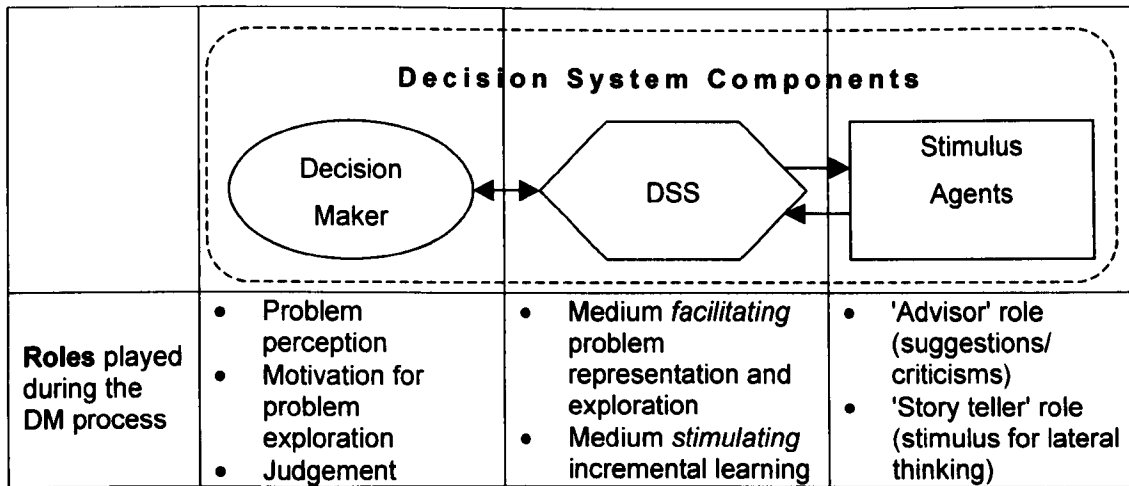 Decision System Components
Decision
Maker
DSS
Stimulus
Agents
Roles played
during the
DM process
• Problem
perception
• Motivation for
problem
exploration
• Judgement
• Medium facilitating
problem
representation and
exploration
• Medium stimulating
incremental learning
• 'Advisor' role
(suggestions/
criticisms)
• 'Story teller' role
(stimulus for lateral
thinking)